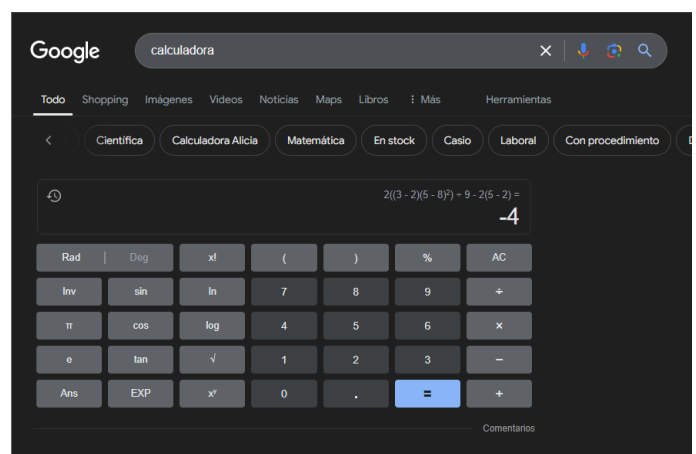 Google calculadora
Todo Shopping Imágenes Videos Noticias Maps Libros Más Herramientas
Científica Calculadora Alicia Matemática En stock Casio Laboral Con procedimiento
2((3 - 2)(5 - 8)²) ÷ 9 - 2(5 - 2) =
-4
Rad | Deg x! ( ) % AC
Inv sin ln 7 8 9 ÷
π cos log 4 5 6 ×
e tan √ 1 2 3 −
Ans EXP xʸ 0 . = +
Comentarios